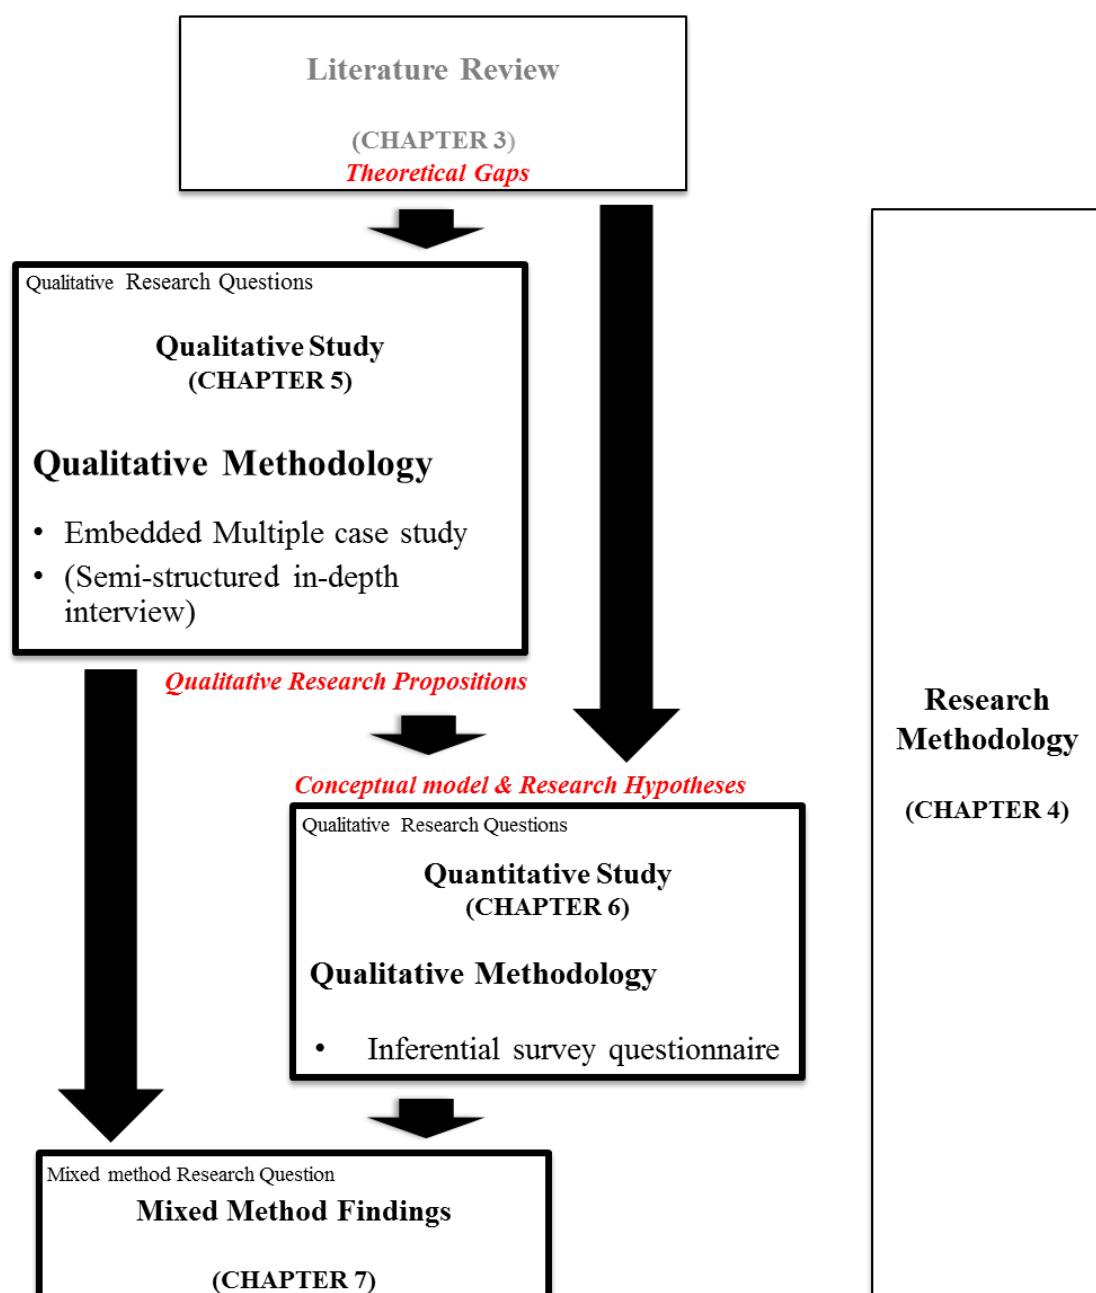 Literature Review
(CHAPTER 3)
Theoretical Gaps
Qualitative Research Questions
Qualitative Study
(CHAPTER 5)
Qualitative Methodology
• Embedded Multiple case study
• (Semi-structured in-depth
interview)
Qualitative Research Propositions
Conceptual model & Research Hypotheses
Qualitative Research Questions
Quantitative Study
(CHAPTER 6)
Qualitative Methodology
• Inferential survey questionnaire
Mixed method Research Question
Mixed Method Findings
(CHAPTER 7)
Research
Methodology
(CHAPTER 4)